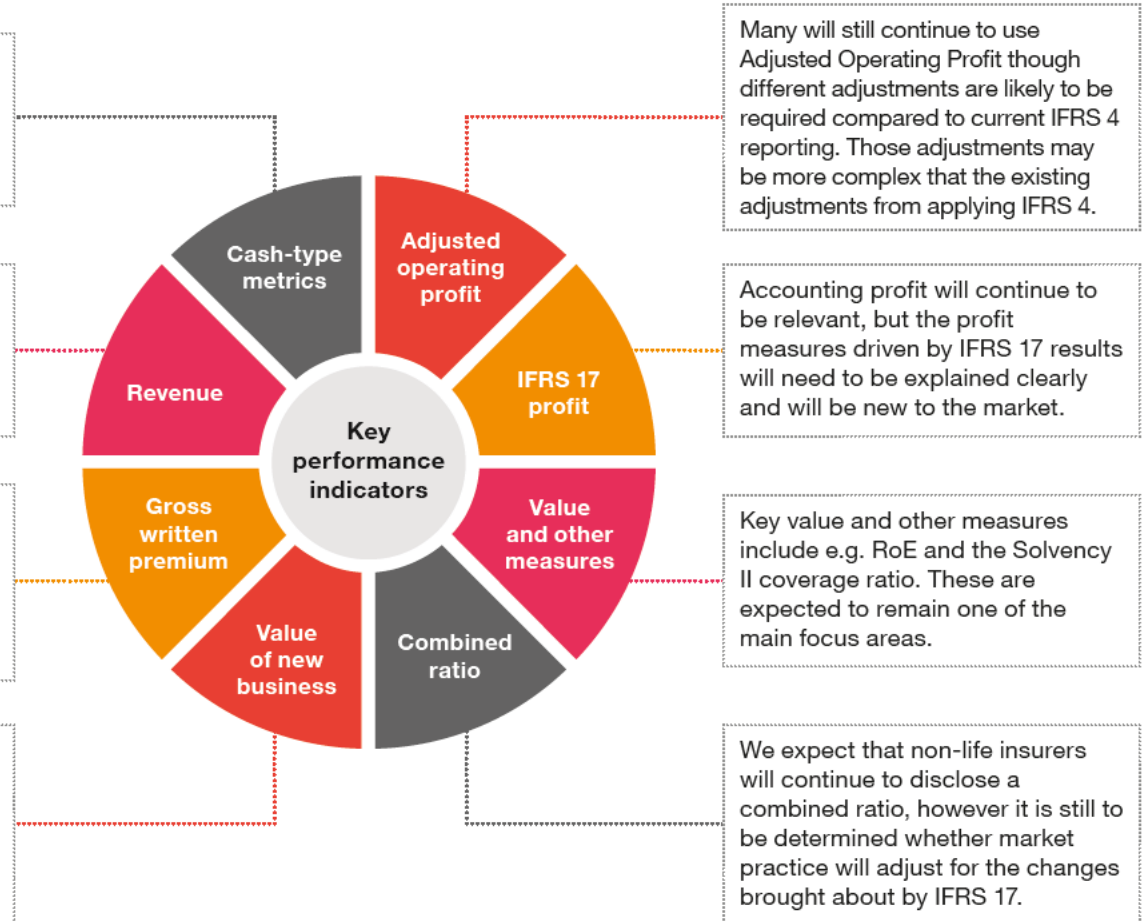 Many will still continue to use
Adjusted Operating Profit though
different adjustments are likely to be
required compared to current IFRS 4
reporting. Those adjustments may
be more complex that the existing
adjustments from applying IFRS 4.
Cash-type
metrics
Adjusted
operating
profit
Accounting profit will continue to
be relevant, but the profit
measures driven by IFRS 17 results
will need to be explained clearly
and will be new to the market.
Revenue
IFRS 17
profit
Key
performance
indicators
Gross
written
premium
Value
and other
measures
Key value and other measures
include e.g. RoE and the Solvency
II coverage ratio. These are
expected to remain one of the
main focus areas.
Value
of new
business
Combined
ratio
We expect that non-life insurers
will continue to disclose a
combined ratio, however it is still to
be determined whether market
practice will adjust for the changes
brought about by IFRS 17.